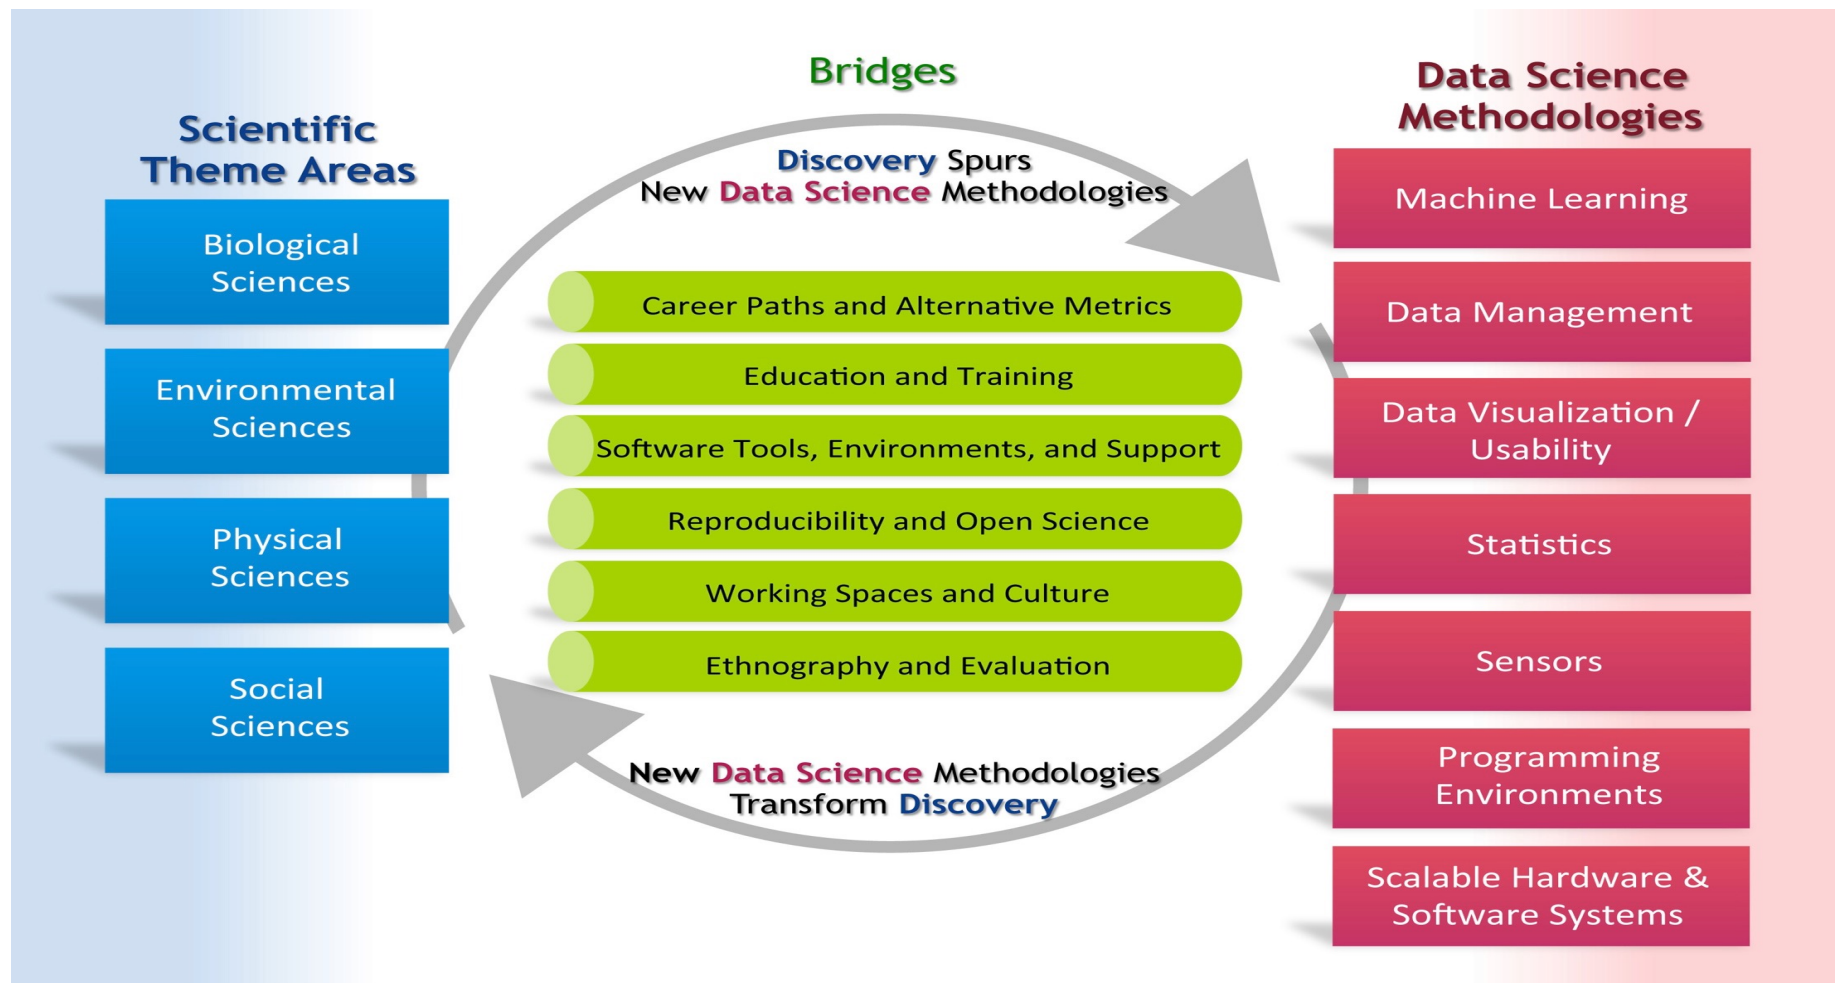 Scientific
Theme Areas
Biological
Sciences
Environmental
Sciences
Physical
Sciences
Social
Sciences
Bridges
Discovery Spurs
New Data Science Methodologies
Career Paths and Alternative Metrics
Education and Training
Software Tools, Environments, and Support
Reproducibility and Open Science
Working Spaces and Culture
Ethnography and Evaluation
New Data Science Methodologies
Transform Discovery
Data Science
Methodologies
Machine Learning
Data Management
Data Visualization /
Usability
Statistics
Sensors
Programming
Environments
Scalable Hardware &
Software Systems